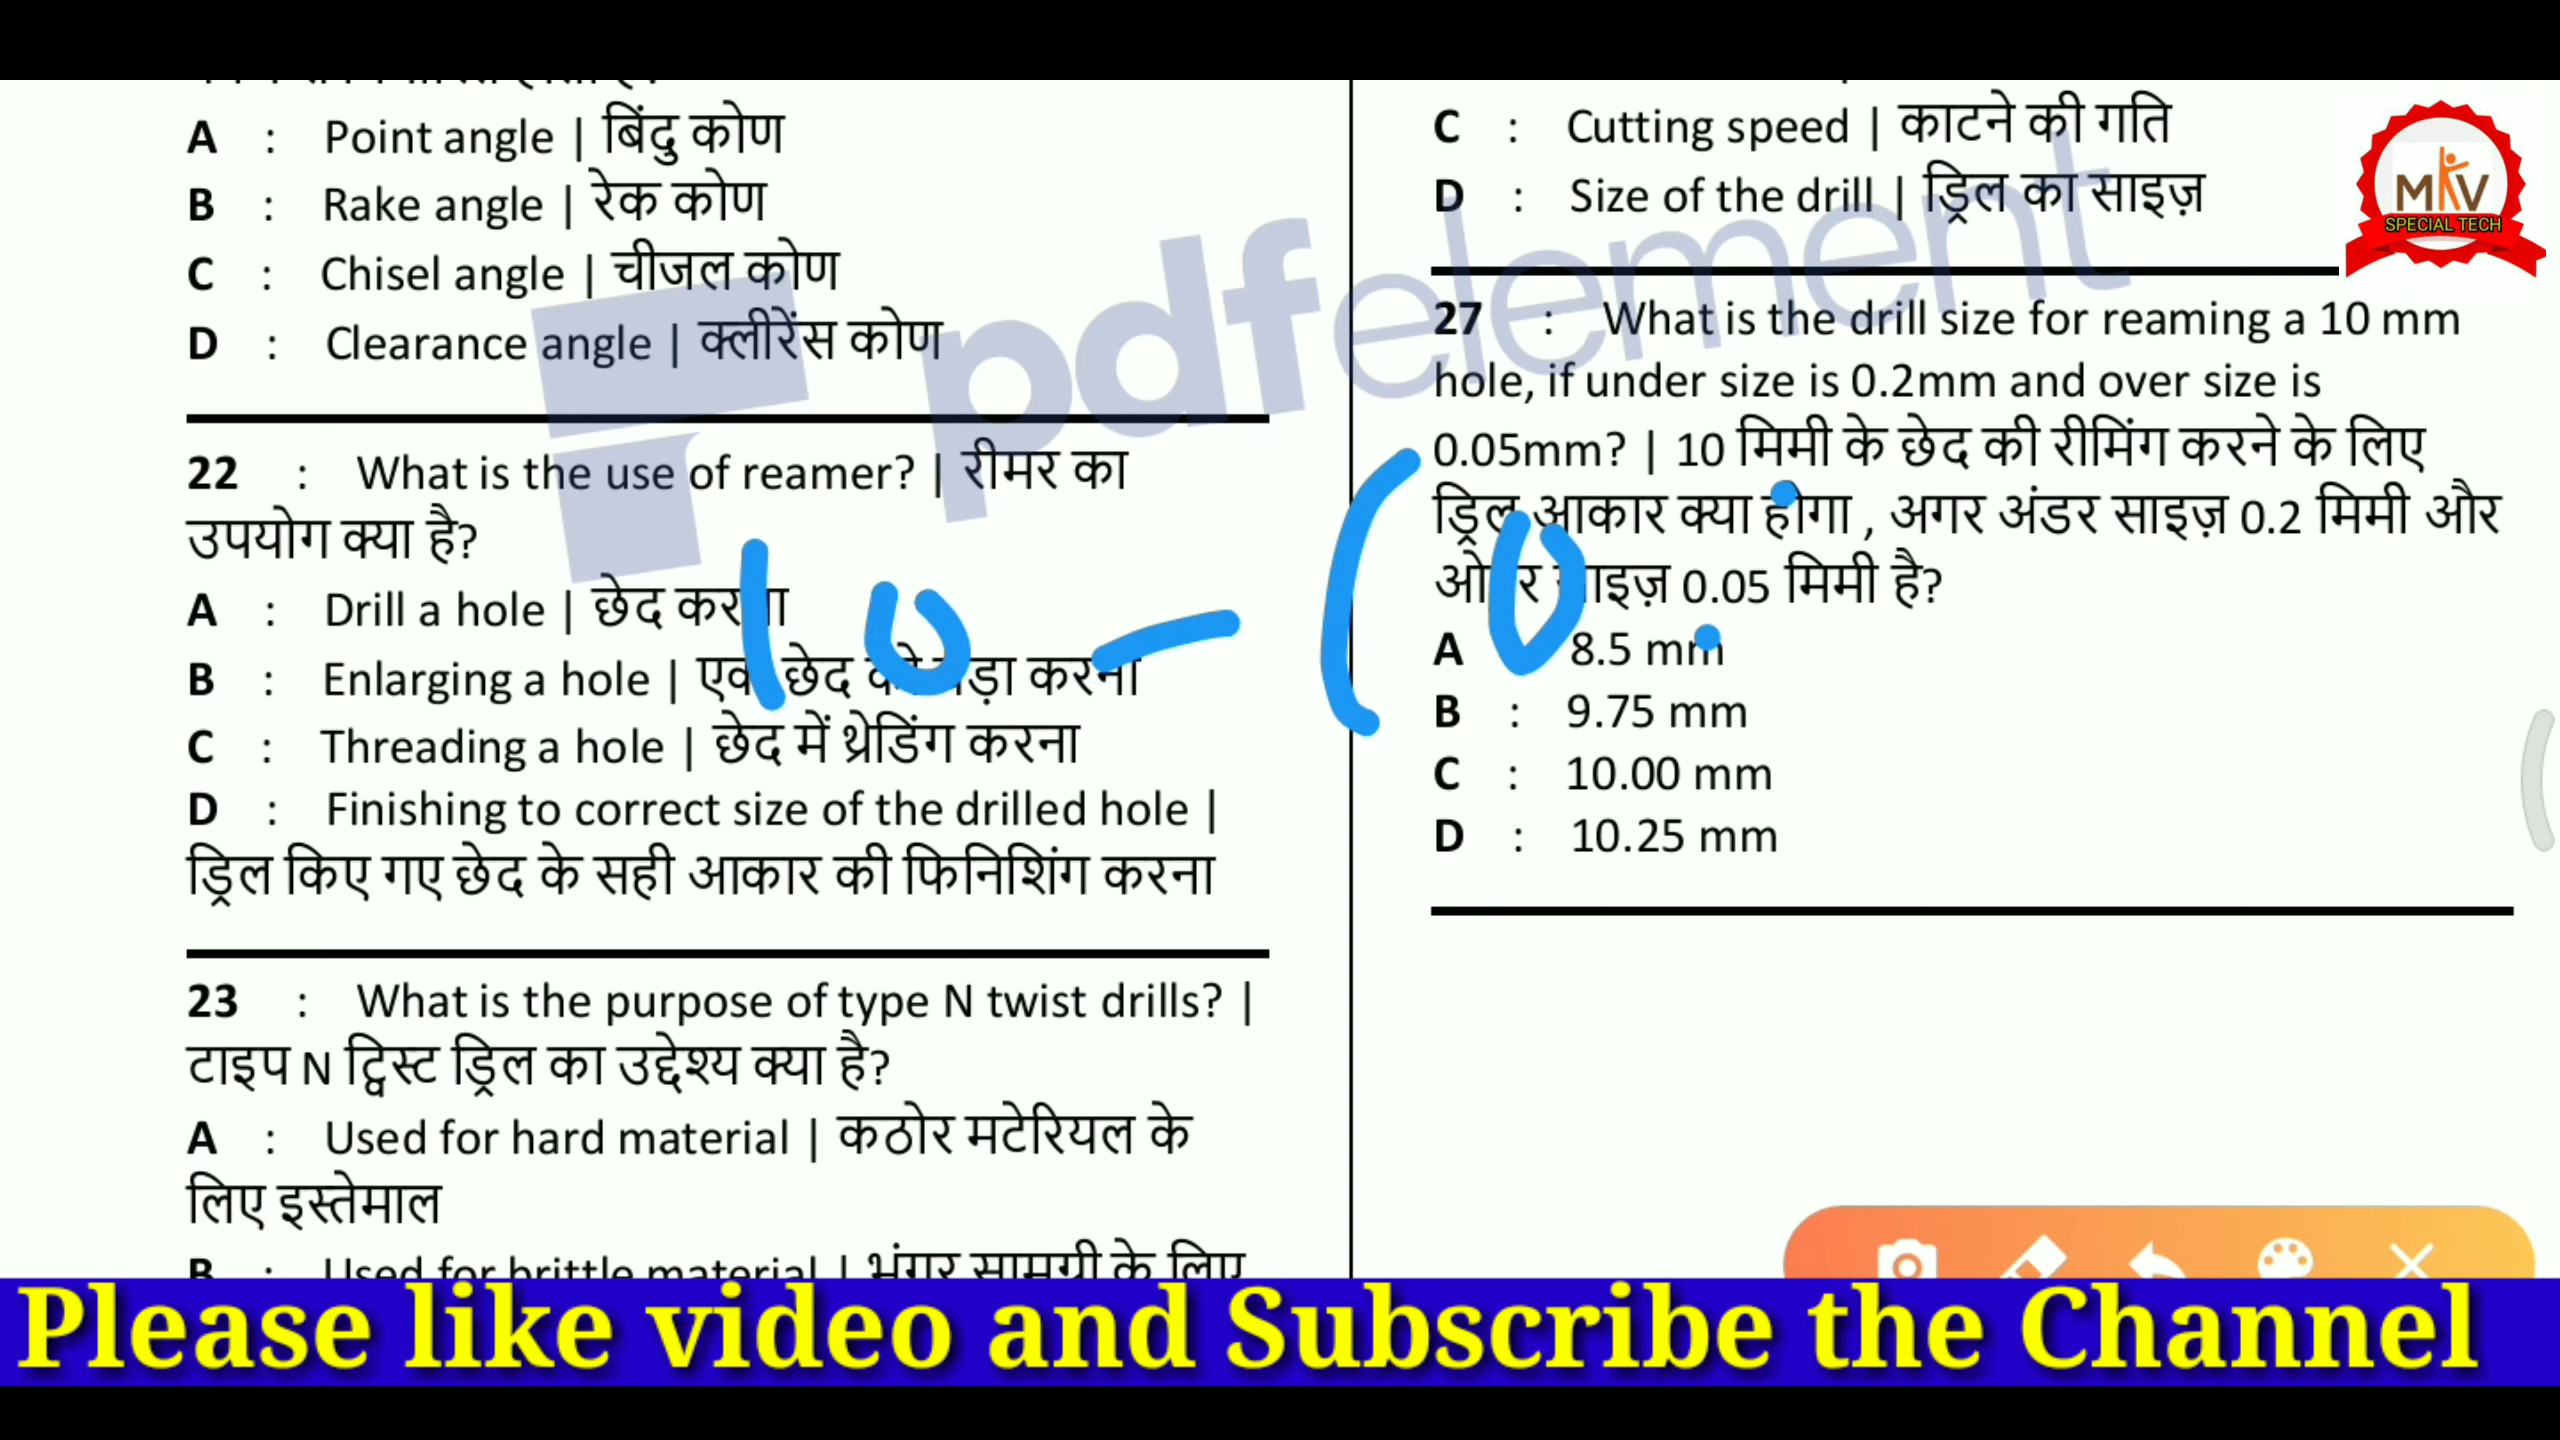 A : Point angle | बिंदु कोण
B : Rake angle | रेक कोण
C : Chisel angle | चीजल कोण
D : Clearance angle | क्लीरेंस कोण
22 : What is the use of reamer? | रीमर का
उपयोग क्या है?
A : Drill a hole | छेद करना
B : Enlarging a hole | एक छेद को बड़ा करना
C : Threading a hole | छेद में थ्रेडिंग करना
D : Finishing to correct size of the drilled hole |
ड्रिल किए गए छेद के सही आकार की फिनिशिंग करना
23 : What is the purpose of type N twist drills? |
टाइप N ट्विस्ट ड्रिल का उद्देश्य क्या है?
A : Used for hard material | कठोर मटेरियल के
लिए इस्तेमाल
B : Used for brittle material | भंगुर सामग्री के लिए
C : Cutting speed | काटने की गति
D : Size of the drill | ड्रिल का साइज़
27 : What is the drill size for reaming a 10 mm
hole, if under size is 0.2mm and over size is
0.05mm? | 10 मिमी के छेद की रीमिंग करने के लिए
ड्रिल आकार क्या होगा , अगर अंडर साइज़ 0.2 मिमी और
ओवर साइज़ 0.05 मिमी है?
A 8.5 mm
B : 9.75 mm
C : 10.00 mm
D : 10.25 mm
10 - (0.
pdfelement
MKV
SPECIAL TECH
Please like video and Subscribe the Channel